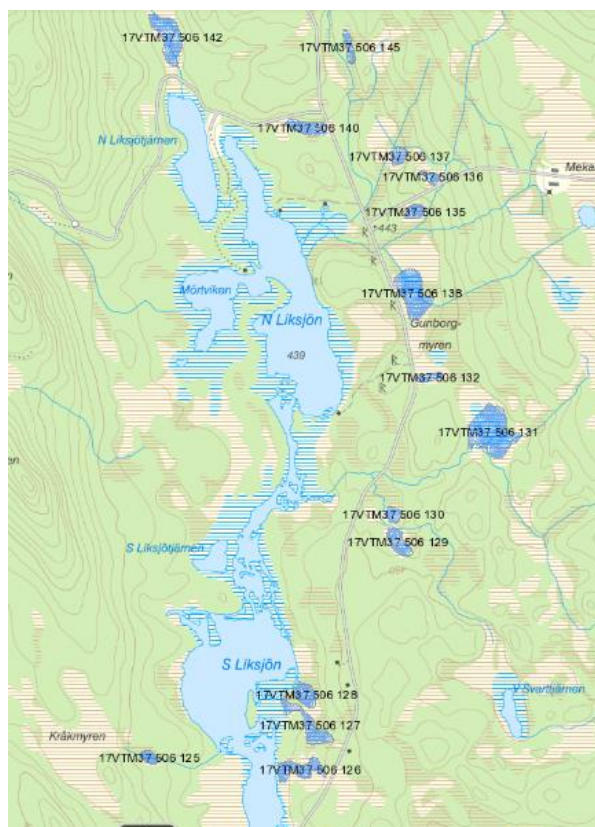 17VTM37 506 142
17VTM37 506 145
N Liksjötjärnen
17VTM37 506 140
17VTM37 506 137
Meka
17VTM37 506 136
17VTM37 506 135
443
R
R
Mörtviken
17VTM37 506 138
R
N Liksjön
Gunborg-
myren
439
R
17VTM37 506 132
R
17VTM37 506 131
en
17VTM37 506 130
S Liksjötjärnen
17VTM37 506 129
450
S Liksjön
17VTM37 506 128
V Svarttjärnen
17VTM37 506 127
Kråkmyren
17VTM37 506 125
17VTM37 506 126